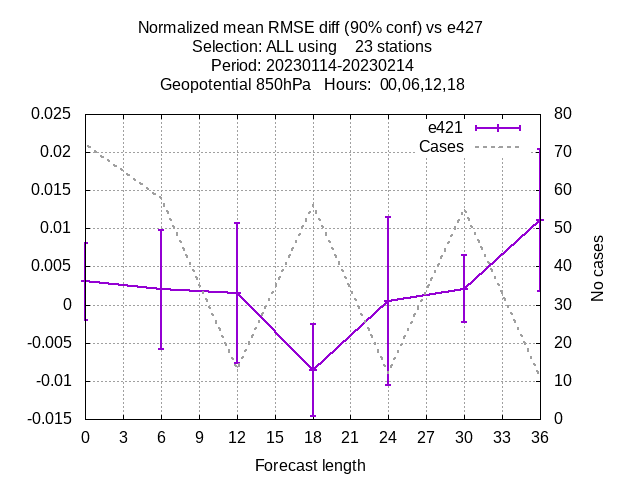 Normalized mean RMSE diff (90% conf) vs e427
Selection: ALL using    23 stations
Period: 20230114-20230214
Geopotential 850hPa   Hours:  00,06,12,18
e421
Cases
0.025
0.02
0.015
0.01
0.005
0
-0.005
-0.01
-0.015
80
70
60
50
40
30
20
10
0
No cases
0 3 6 9 12 15 18 21 24 27 30 33 36
Forecast length